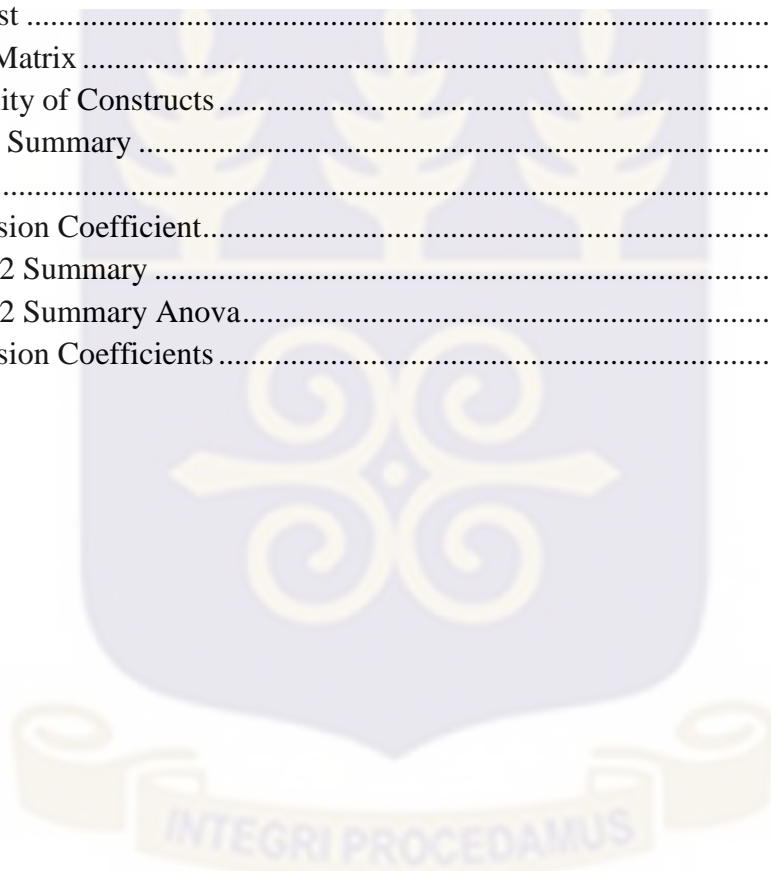 st ........................................................................................................
Matrix ..................................................................................................
ity of Constructs ..................................................................................
Summary ..............................................................................................
...............................................................................................................
sion Coefficient.....................................................................................
2 Summary ...........................................................................................
2 Summary Anova...............................................................................
sion Coefficients ..................................................................................
INTEGRI PROCEDAMUS